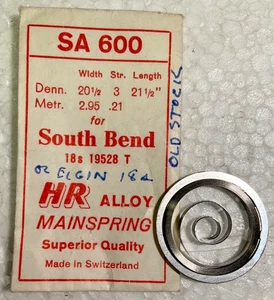 SA 600
Width Str. Length
Denn. 20½ 3 21½"
Metr. 2.95 .21
for
South Bend
18s 19528 T
OR ELGIN 18s
HR ALLOY
MAINSPRING
Superior Quality
Made in Switzerland
OLD STOCK